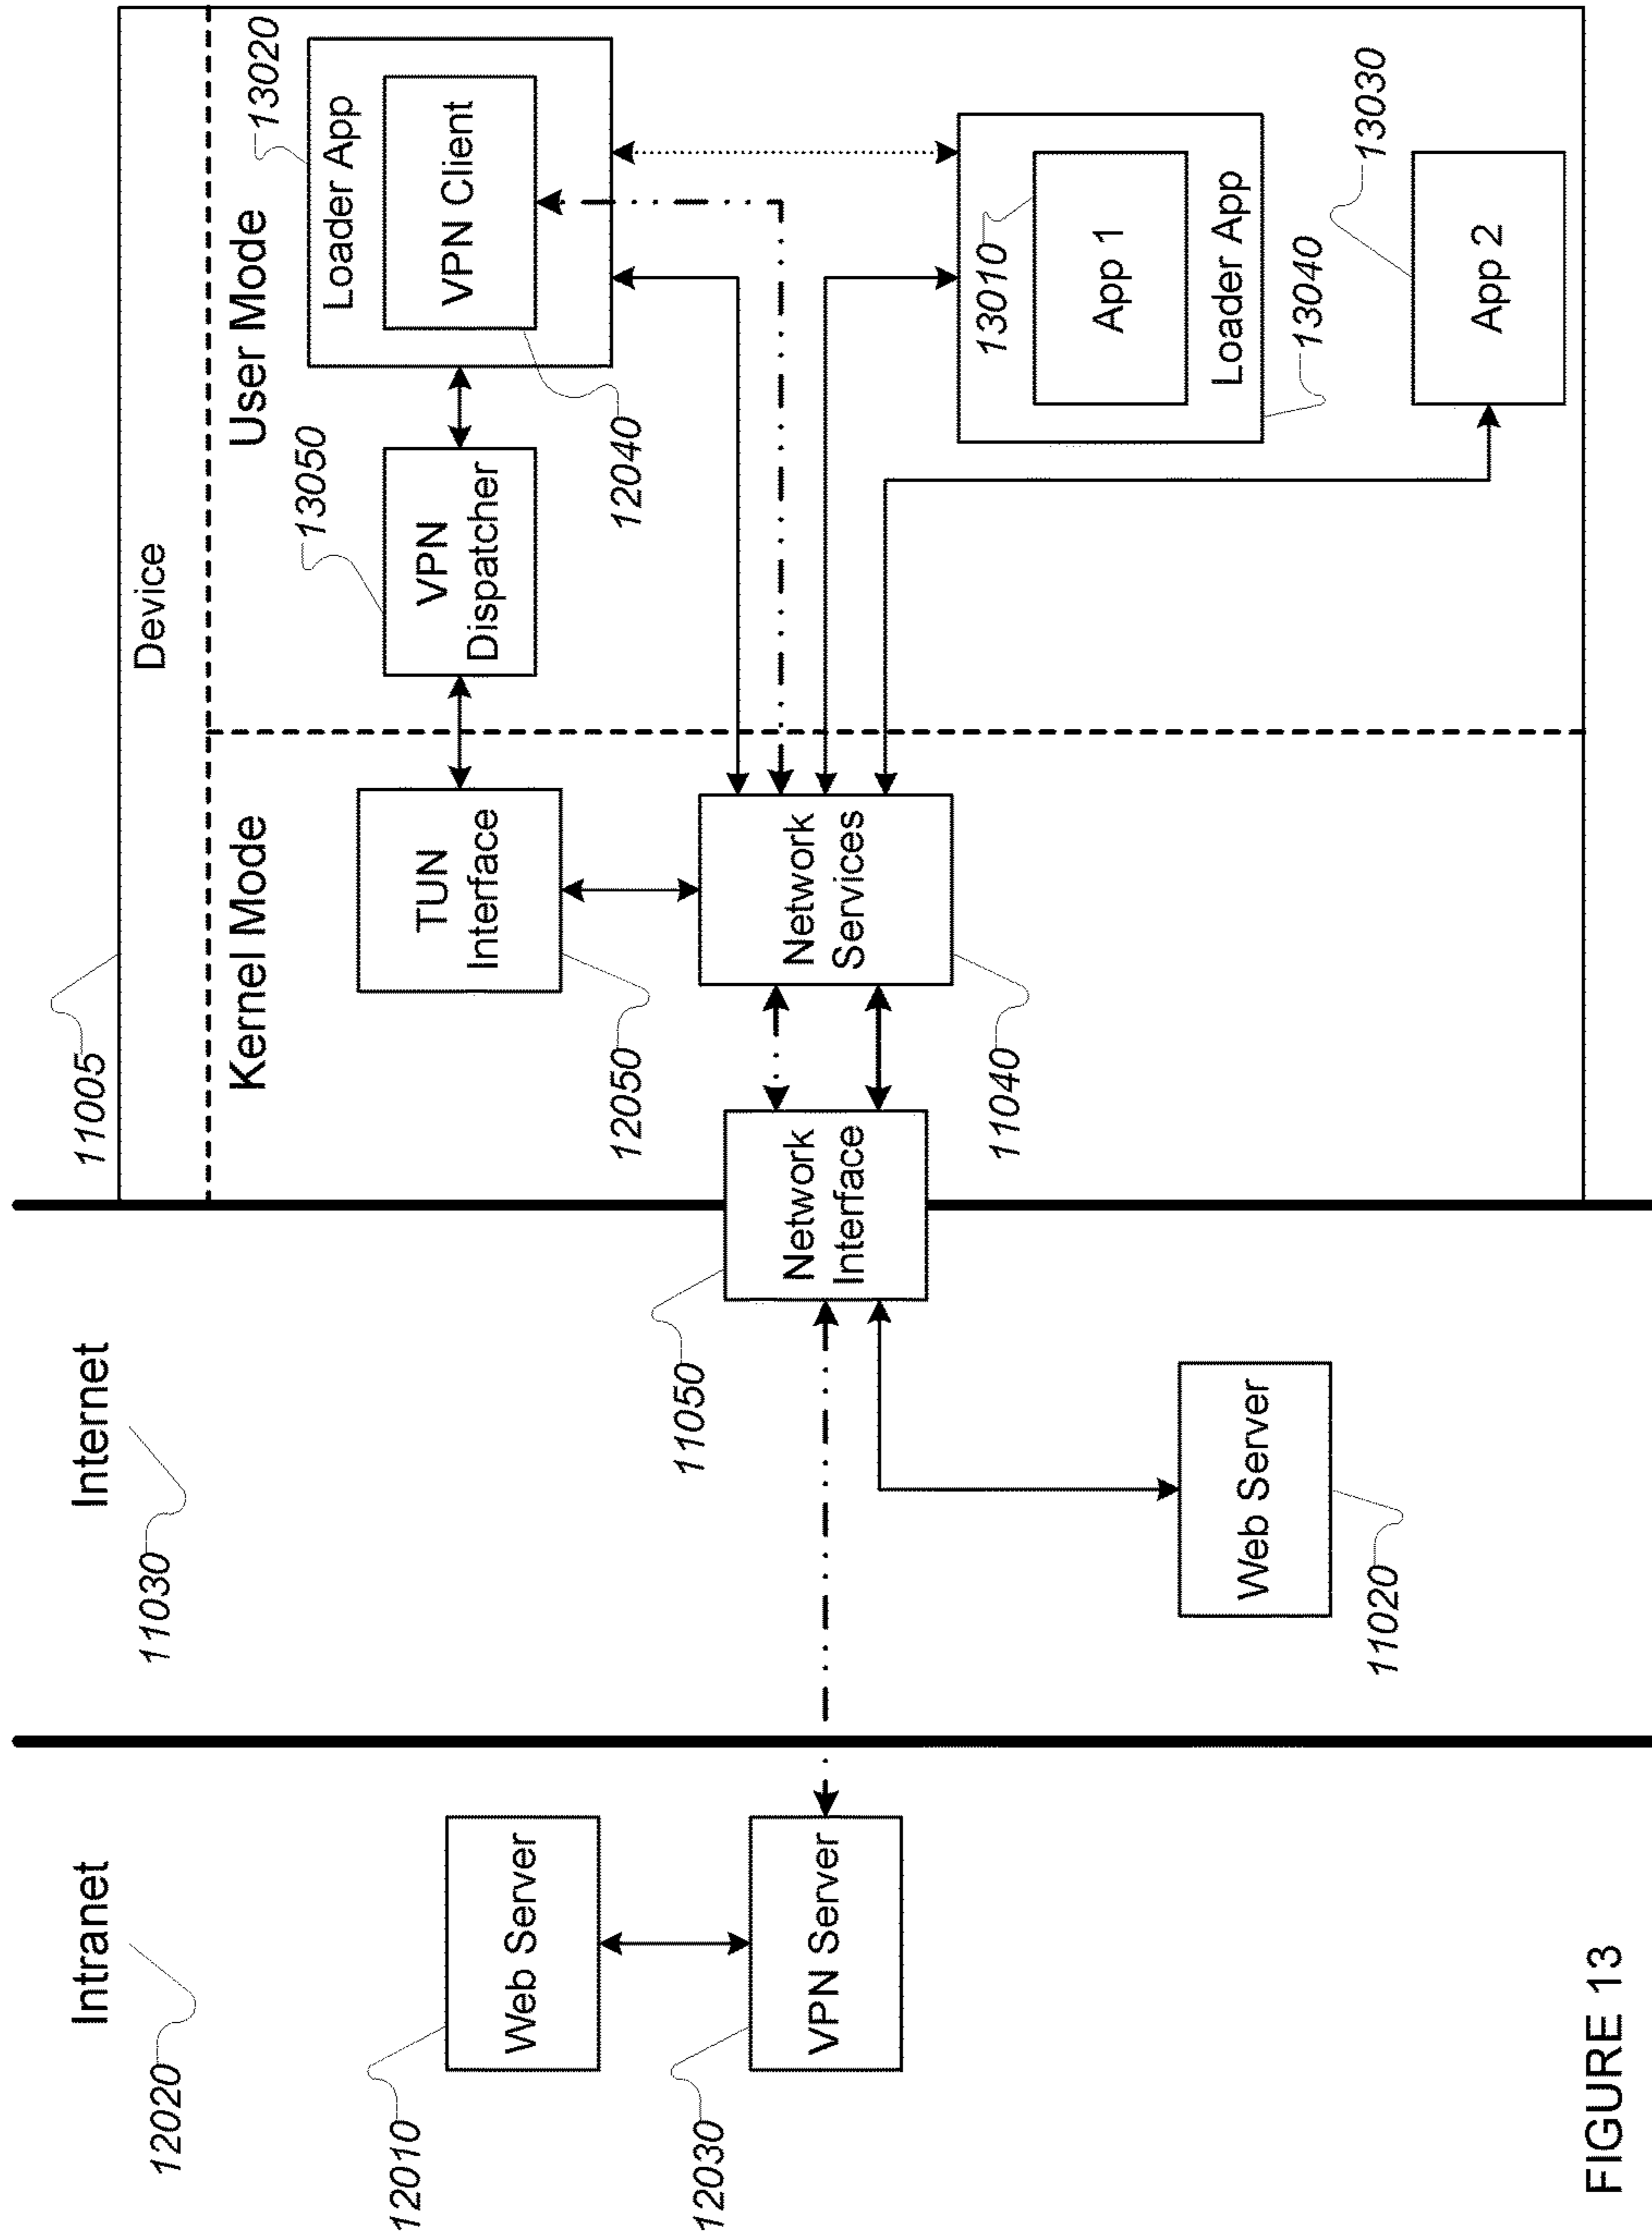 Intranet
12020
Internet
11030
11005
Device
Kernel Mode
User Mode
Web Server
12010
VPN Server
12030
Network
Interface
11050
Web Server
11020
TUN
Interface
12050
Network
Services
11040
VPN
Dispatcher
13050
Loader App
13020
VPN Client
12040
13010
App 1
Loader App
13040
App 2
13030
FIGURE 13